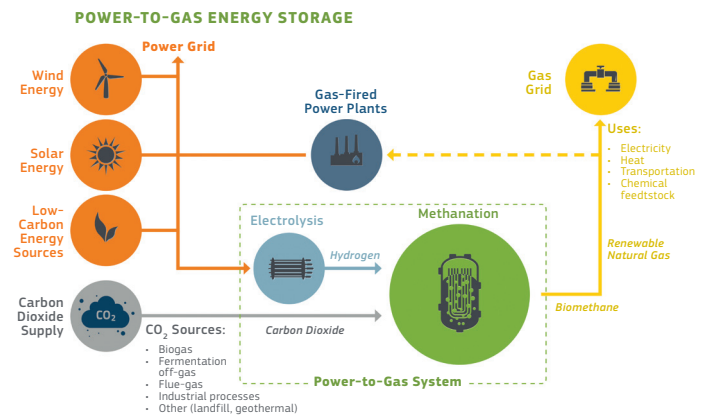 POWER-TO-GAS ENERGY STORAGE
Power Grid
Wind
Energy
Solar
Energy
Low-
Carbon
Energy
Sources
Carbon
Dioxide
Supply
CO₂
CO₂ Sources:
• Biogas
• Fermentation
off-gas
• Flue-gas
• Industrial processes
• Other (landfill, geothermal)
Gas-Fired
Power Plants
Electrolysis
Hydrogen
Carbon Dioxide
Methanation
Power-to-Gas System
Gas
Grid
Uses:
• Electricity
• Heat
• Transportation
• Chemical
feedtstock
Renewable
Natural Gas
Biomethane